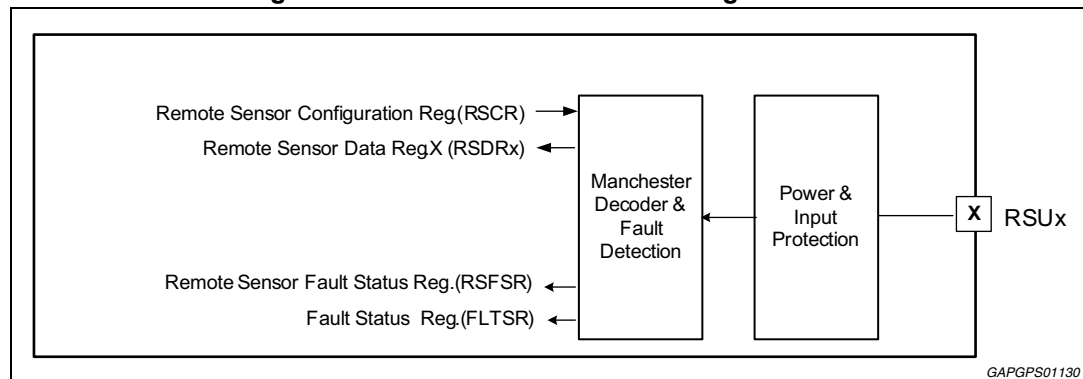 Remote Sensor Configuration Reg.(RSCR)
Remote Sensor Data Reg.X (RSDRx)
Manchester
Decoder &
Fault
Detection
Power &
Input
Protection
X
RSUx
Remote Sensor Fault Status Reg.(RSFSR)
Fault Status Reg.(FLTSR)
GAPGPS01130